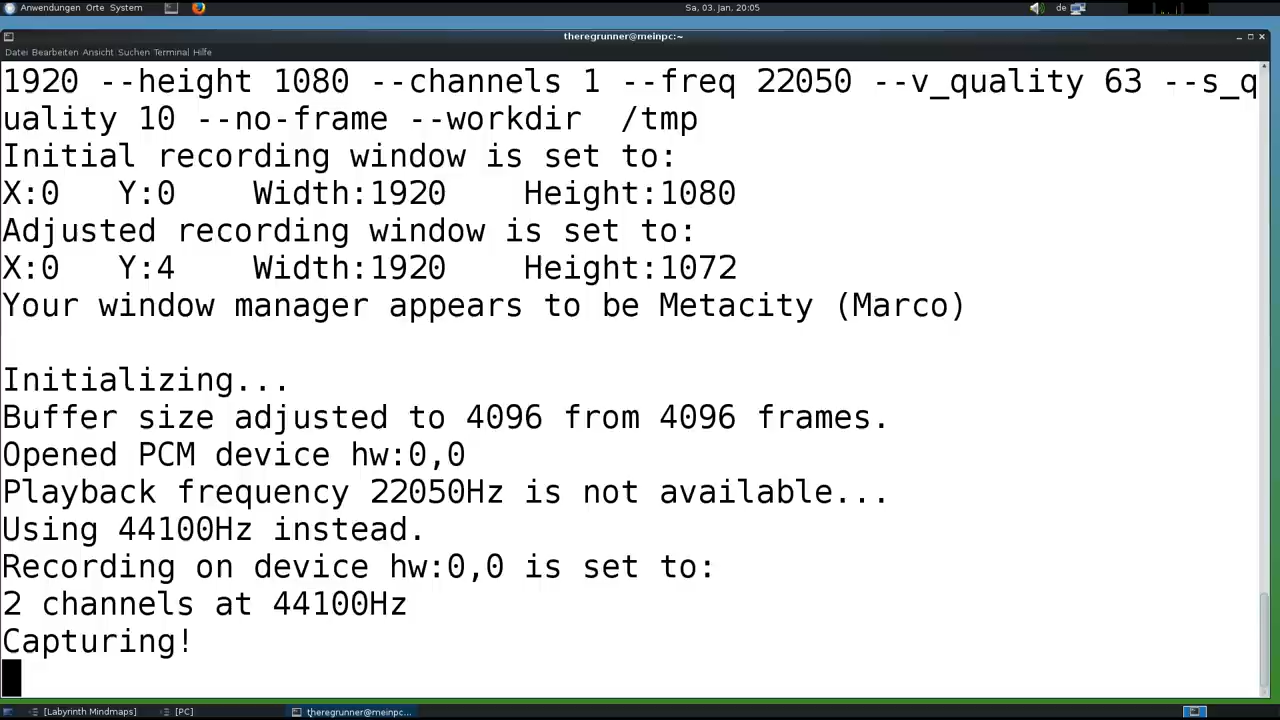 Anwendungen Orte System
Sa, 03. Jan, 20:05
de
theregrunner@meinpc:~
Datei Bearbeiten Ansicht Suchen Terminal Hilfe
1920 --height 1080 --channels 1 --freq 22050 --v_quality 63 --s_q
uality 10 --no-frame --workdir  /tmp
Initial recording window is set to:
X:0   Y:0    Width:1920    Height:1080
Adjusted recording window is set to:
X:0   Y:4    Width:1920    Height:1072
Your window manager appears to be Metacity (Marco)
Initializing...
Buffer size adjusted to 4096 from 4096 frames.
Opened PCM device hw:0,0
Playback frequency 22050Hz is not available...
Using 44100Hz instead.
Recording on device hw:0,0 is set to:
2 channels at 44100Hz
Capturing!
[Labyrinth Mindmaps]
[PC]
theregrunner@meinpc...